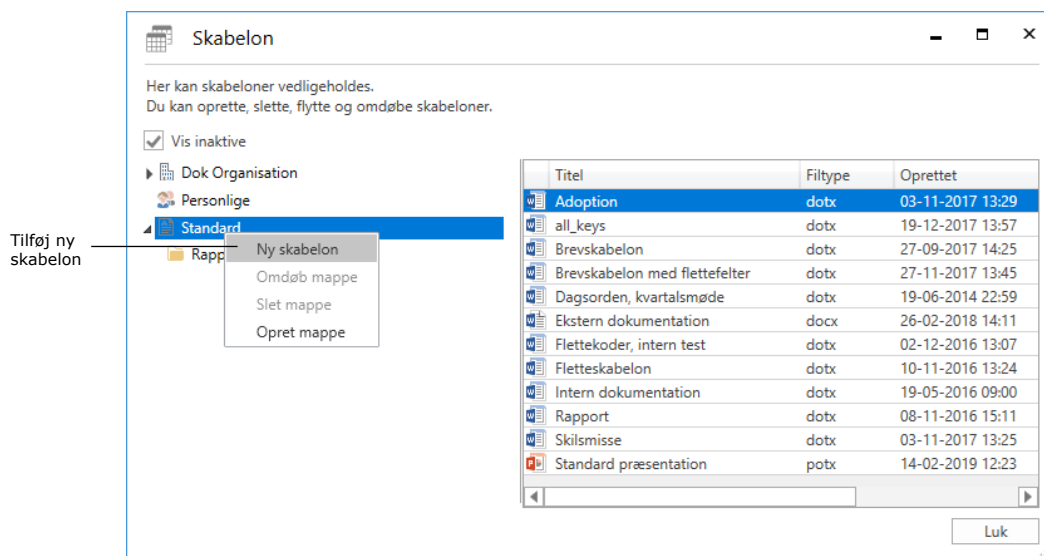 Skabelon
Her kan skabeloner vedligeholdes.
Du kan oprette, slette, flytte og omdøbe skabeloner.
Vis inaktive
Dok Organisation
Personlige
Standard
Rapp
Tilføj ny
skabelon
Ny skabelon
Omdøb mappe
Slet mappe
Opret mappe
Titel Filtype Oprettet
Adoption dotx 03-11-2017 13:29
all_keys dotx 19-12-2017 13:57
Brevskabelon dotx 27-09-2017 14:25
Brevskabelon med flettefelter dotx 27-11-2017 13:45
Dagsorden, kvartalsmøde dotx 19-06-2014 22:59
Ekstern dokumentation docx 26-02-2018 14:11
Flettekoder, intern test dotx 02-12-2016 13:07
Fletteskabelon dotx 10-11-2016 13:24
Intern dokumentation dotx 19-05-2016 09:00
Rapport dotx 08-11-2016 15:11
Skilsmisse dotx 03-11-2017 13:25
Standard præsentation potx 14-02-2019 12:23
Luk